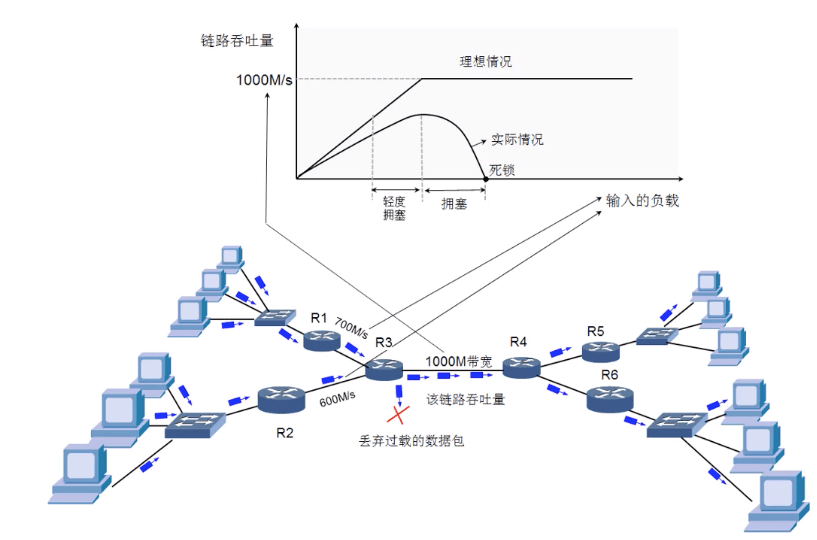 链路吞吐量
理想情况
1000M/s
实际情况
死锁
轻度
拥塞
拥塞
输入的负载
R1
700M/s
R3
1000M带宽
R4
R5
R6
600M/s
R2
该链路吞吐量
丢弃过载的数据包